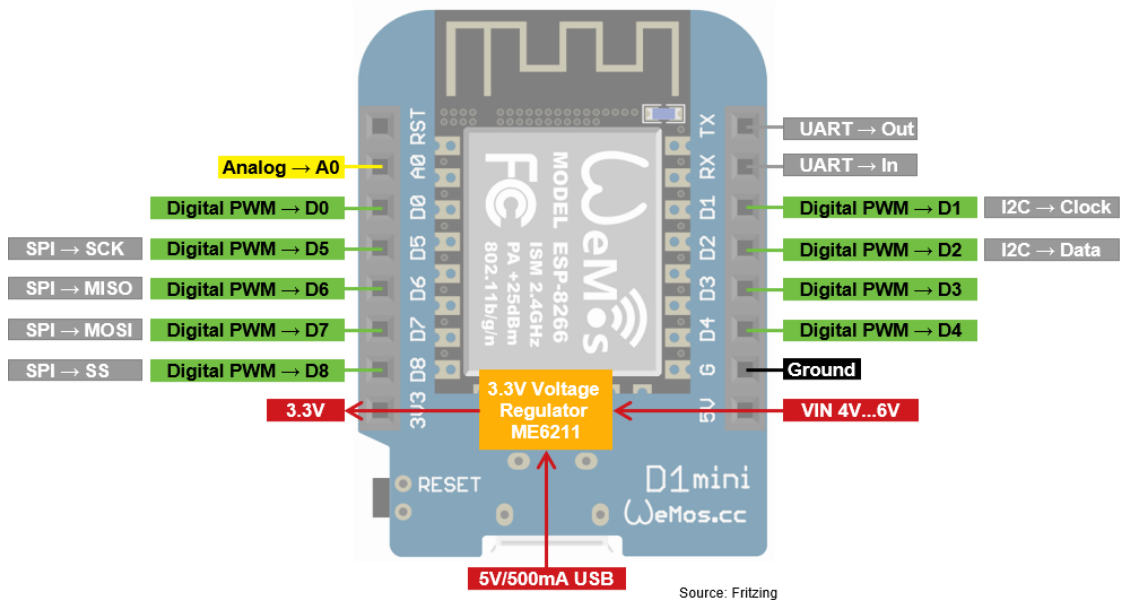 RST
TX
UART → Out
Analog → A0
A0
RX
UART → In
Digital PWM → D0
D0
D1
Digital PWM → D1
I2C → Clock
SPI → SCK
Digital PWM → D5
D5
D2
Digital PWM → D2
I2C → Data
SPI → MISO
Digital PWM → D6
D6
D3
Digital PWM → D3
SPI → MOSI
Digital PWM → D7
D7
D4
Digital PWM → D4
SPI → SS
Digital PWM → D8
D8
G
Ground
3.3V
3V3
5V
VIN 4V...6V
WeMos
MODEL ESP-8266
ISM 2.4GHz
PA +25dBm
802.11b/g/n
FC
3.3V Voltage
Regulator
ME6211
RESET
D1mini
WeMos.cc
5V/500mA USB
Source: Fritzing